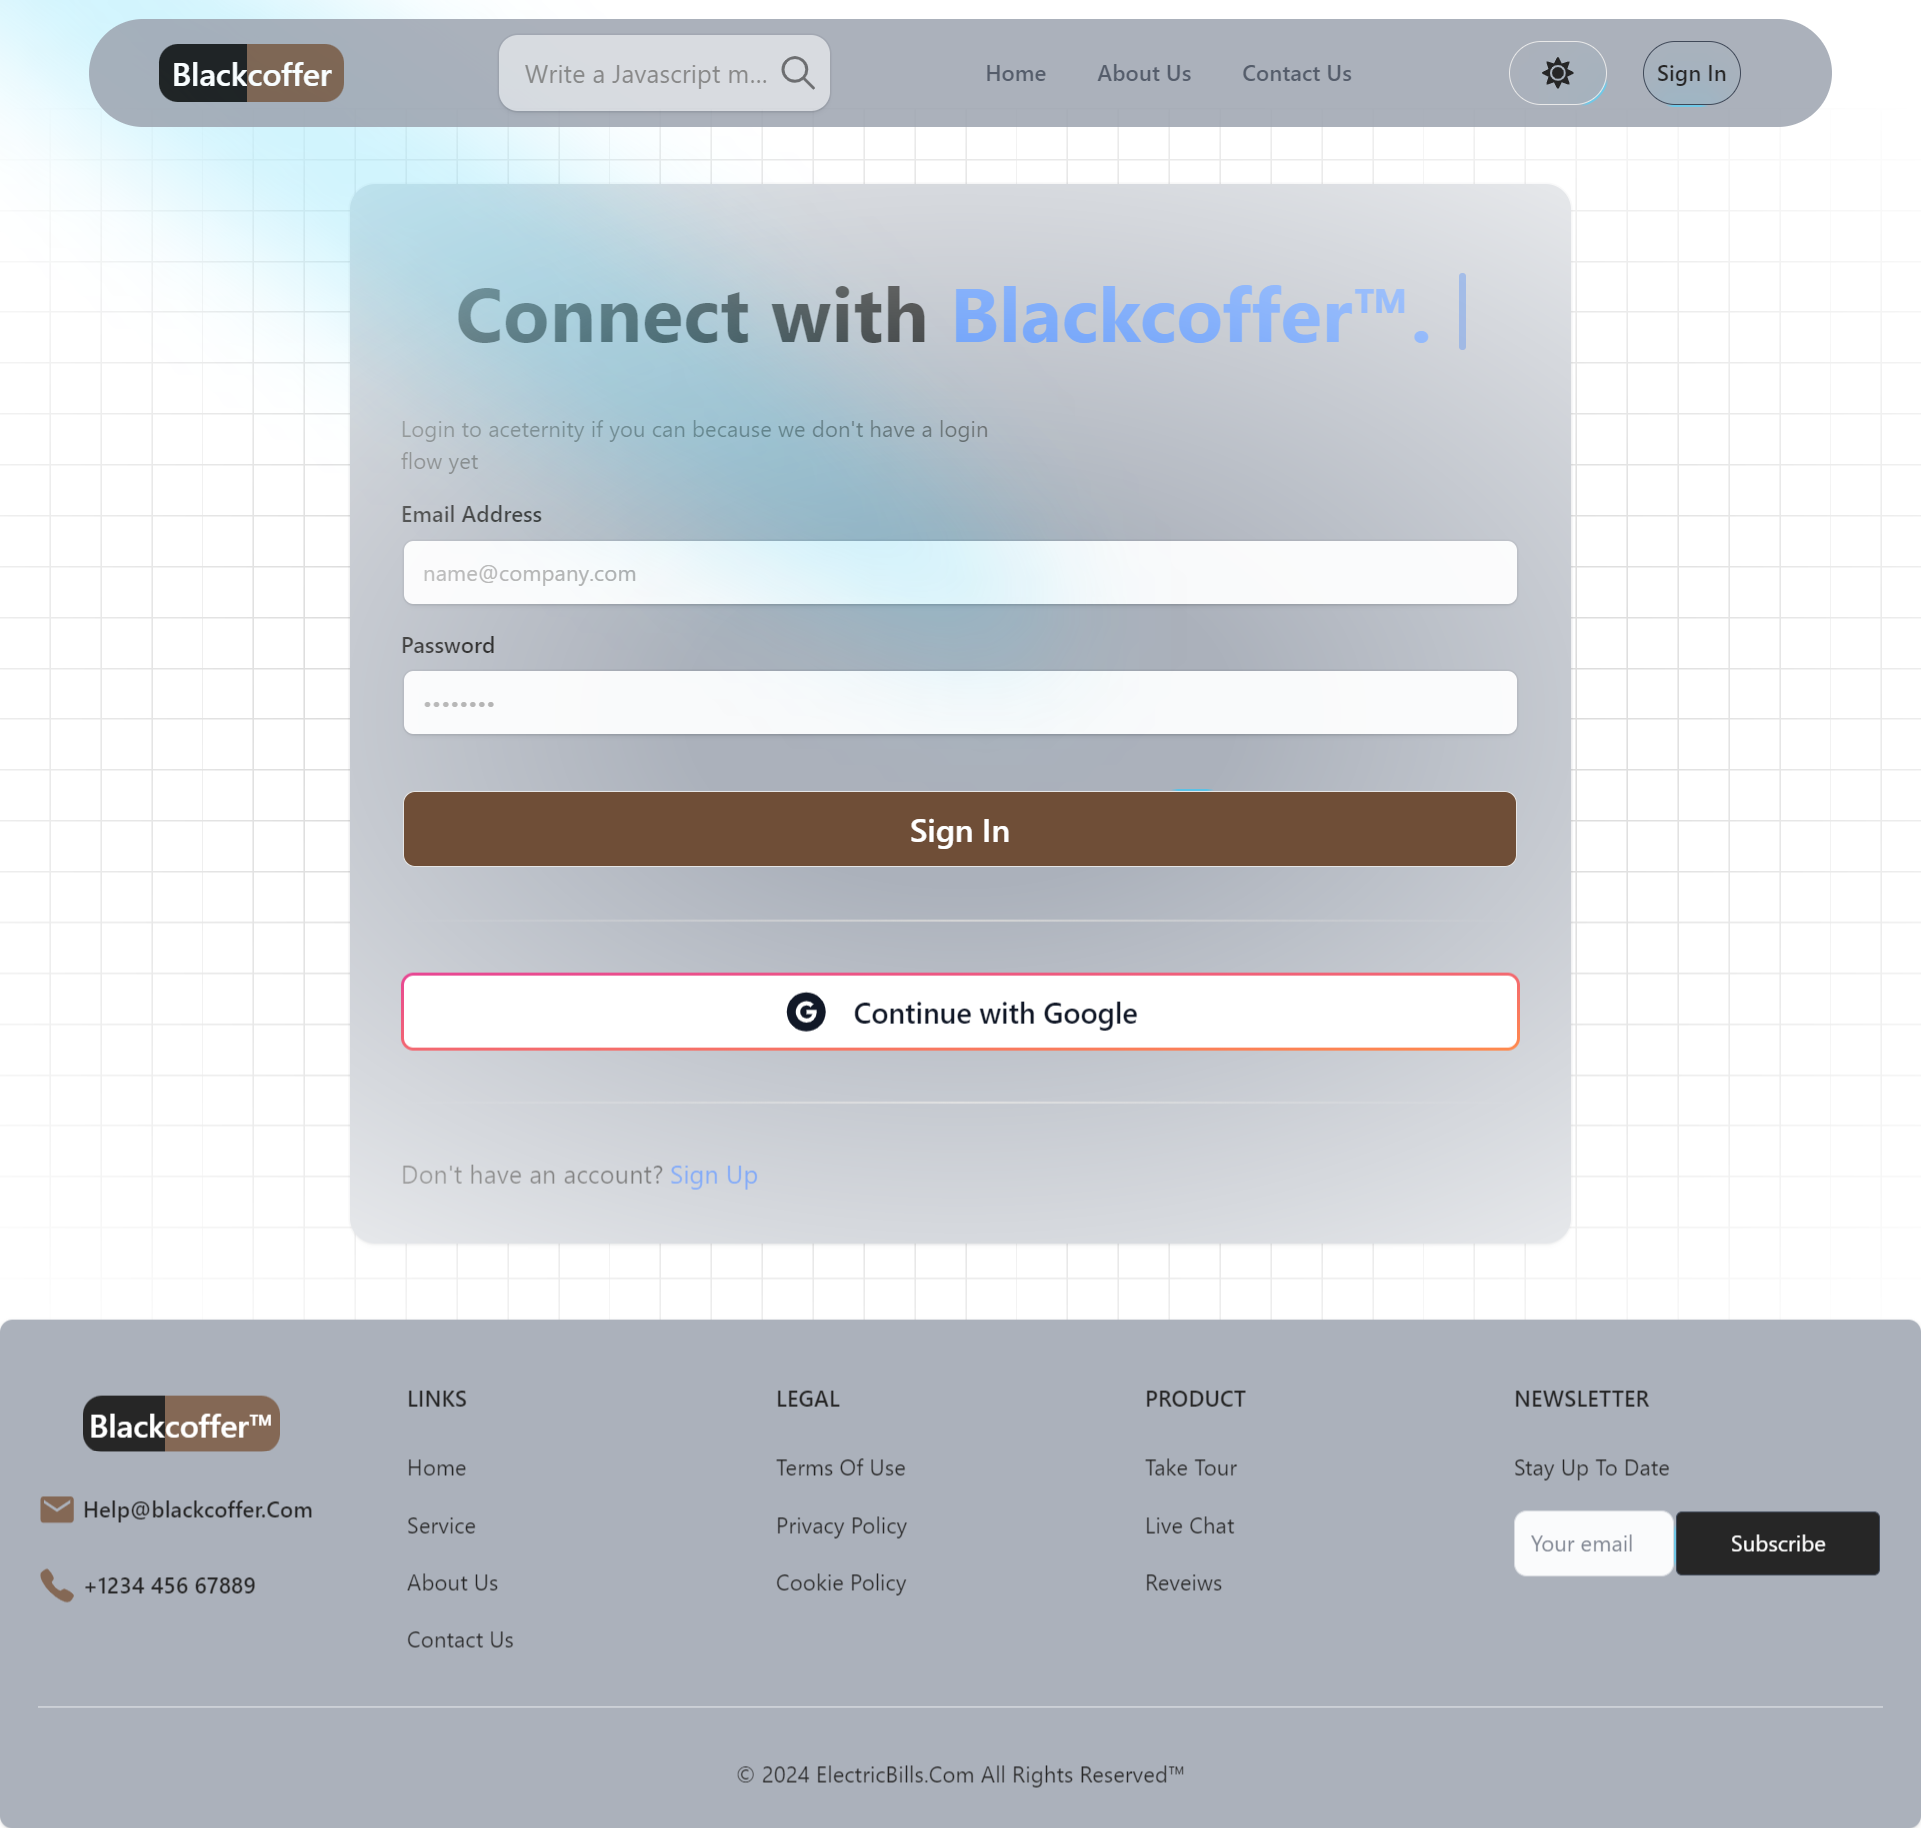 Blackcoffer
Write a Javascript m...
Home
About Us
Contact Us
Sign In
Connect with Blackcoffer™.
Login to aceternity if you can because we don't have a login
flow yet
Email Address
name@company.com
Password
••••••••
Sign In
Continue with Google
Don't have an account? Sign Up
Blackcoffer™
Help@blackcoffer.Com
+1234 456 67889
LINKS
Home
Service
About Us
Contact Us
LEGAL
Terms Of Use
Privacy Policy
Cookie Policy
PRODUCT
Take Tour
Live Chat
Reveiws
NEWSLETTER
Stay Up To Date
Your email
Subscribe
© 2024 ElectricBills.Com All Rights Reserved™